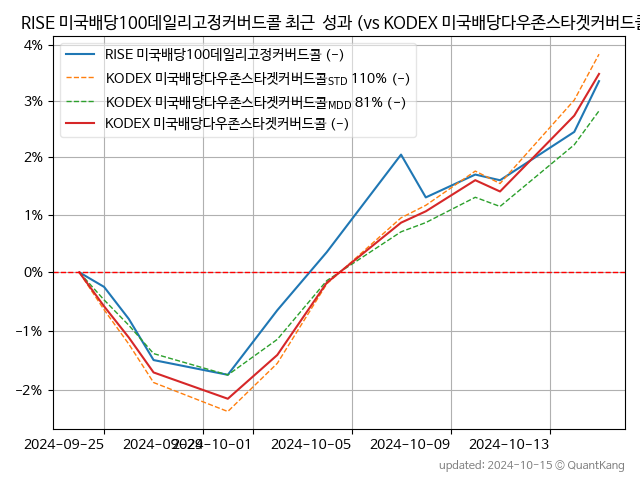 RISE 미국배당100데일리고정커버드콜 최근 성과 (vs KODEX 미국배당다우존스타겟커버드콜
4%
3%
2%
1%
0%
−1%
−2%
RISE 미국배당100데일리고정커버드콜 (-)
KODEX 미국배당다우존스타겟커버드콜STD 110% (-)
KODEX 미국배당다우존스타겟커버드콜MDD 81% (-)
KODEX 미국배당다우존스타겟커버드콜 (-)
2024-09-25 2024-09-29 2024-10-01 2024-10-05 2024-10-09 2024-10-13
updated: 2024-10-15 © QuantKang